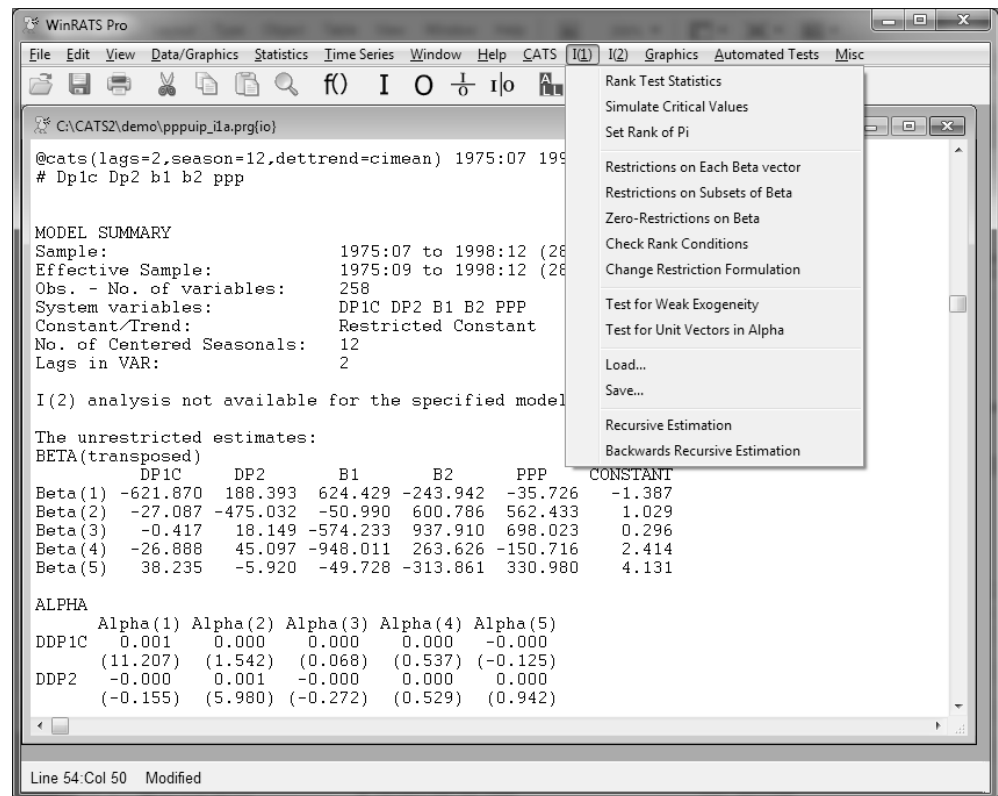 WinRATS Pro
File Edit View Data/Graphics Statistics Time Series Window Help CATS I(1) I(2) Graphics Automated Tests Misc
f() I O I/O I|O
C:\CATS2\demo\pppuip_i1a.prg{io}
@cats(lags=2,season=12,dettrend=cimean) 1975:07 199
# Dp1c Dp2 b1 b2 ppp
MODEL SUMMARY
Sample: 1975:07 to 1998:12 (28
Effective Sample: 1975:09 to 1998:12 (28
Obs. - No. of variables: 258
System variables: DP1C DP2 B1 B2 PPP
Constant/Trend: Restricted Constant
No. of Centered Seasonals: 12
Lags in VAR: 2
I(2) analysis not available for the specified model
The unrestricted estimates:
BETA(transposed)
DP1C DP2 B1 B2 PPP CONSTANT
Beta(1) -621.870 188.393 624.429 -243.942 -35.726 -1.387
Beta(2) -27.087 -475.032 -50.990 600.786 562.433 1.029
Beta(3) -0.417 18.149 -574.233 937.910 698.023 0.296
Beta(4) -26.888 45.097 -948.011 263.626 -150.716 2.414
Beta(5) 38.235 -5.920 -49.728 -313.861 330.980 4.131
ALPHA
Alpha(1) Alpha(2) Alpha(3) Alpha(4) Alpha(5)
DDP1C 0.001 0.000 0.000 0.000 -0.000
(11.207) (1.542) (0.068) (0.537) (-0.125)
DDP2 -0.000 0.001 -0.000 0.000 0.000
(-0.155) (5.980) (-0.272) (0.529) (0.942)
Rank Test Statistics
Simulate Critical Values
Set Rank of Pi
Restrictions on Each Beta vector
Restrictions on Subsets of Beta
Zero-Restrictions on Beta
Check Rank Conditions
Change Restriction Formulation
Test for Weak Exogeneity
Test for Unit Vectors in Alpha
Load...
Save...
Recursive Estimation
Backwards Recursive Estimation
Line 54:Col 50 Modified